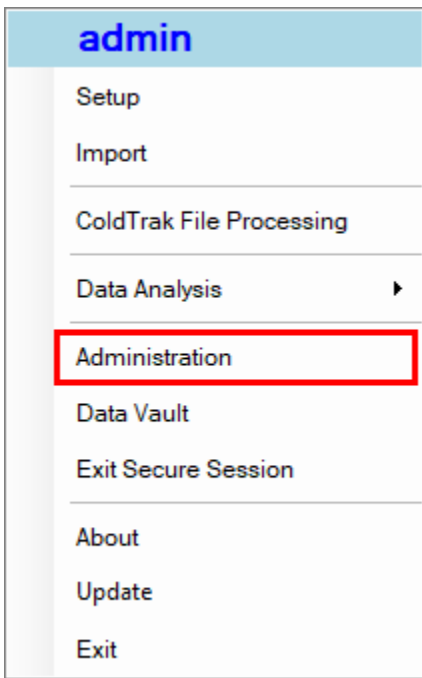 admin
Setup
Import
ColdTrak File Processing
Data Analysis
Administration
Data Vault
Exit Secure Session
About
Update
Exit